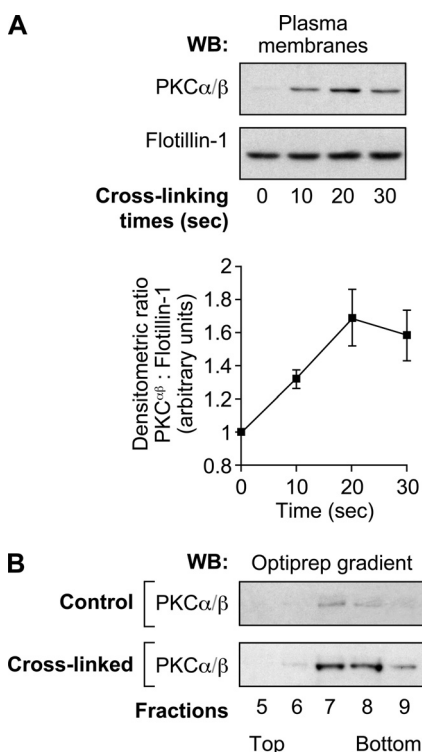 A
WB: Plasma membranes
PKCα/β
Flotillin-1
Cross-linking times (sec) 0 10 20 30
2
1.8
1.6
1.4
1.2
1
0.8
Densitometric ratio
PKCαβ : Flotillin-1
(arbitrary units)
0 10 20 30
Time (sec)
B
WB: Optiprep gradient
Control PKCα/β
Cross-linked PKCα/β
Fractions 5 6 7 8 9
Top Bottom